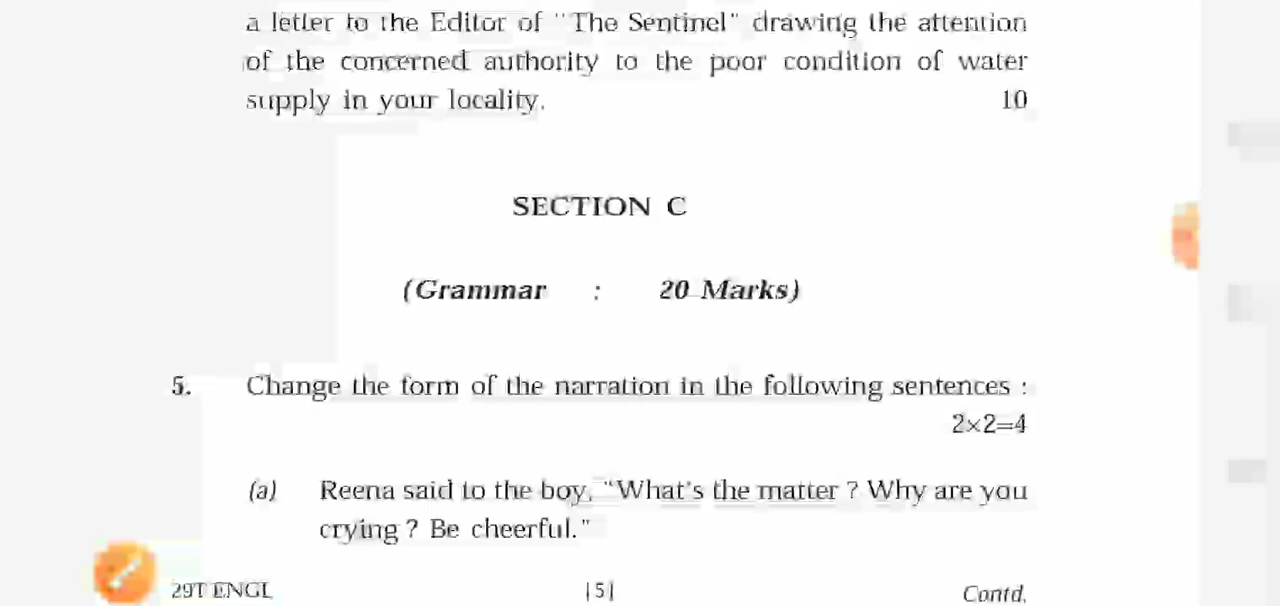 a letter to the Editor of "The Sentinel" drawing the attention
of the concerned authority to the poor condition of water
supply in your locality. 10
SECTION C
(Grammar : 20 Marks)
5. Change the form of the narration in the following sentences :
2×2=4
(a) Reena said to the boy, "What's the matter ? Why are you
crying ? Be cheerful."
29T ENGL [5] Contd.